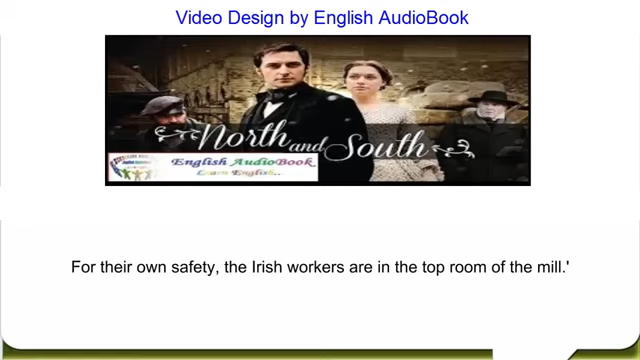 Video Design by English AudioBook
North and South
English AudioBook
Learn English...
For their own safety, the Irish workers are in the top room of the mill.'